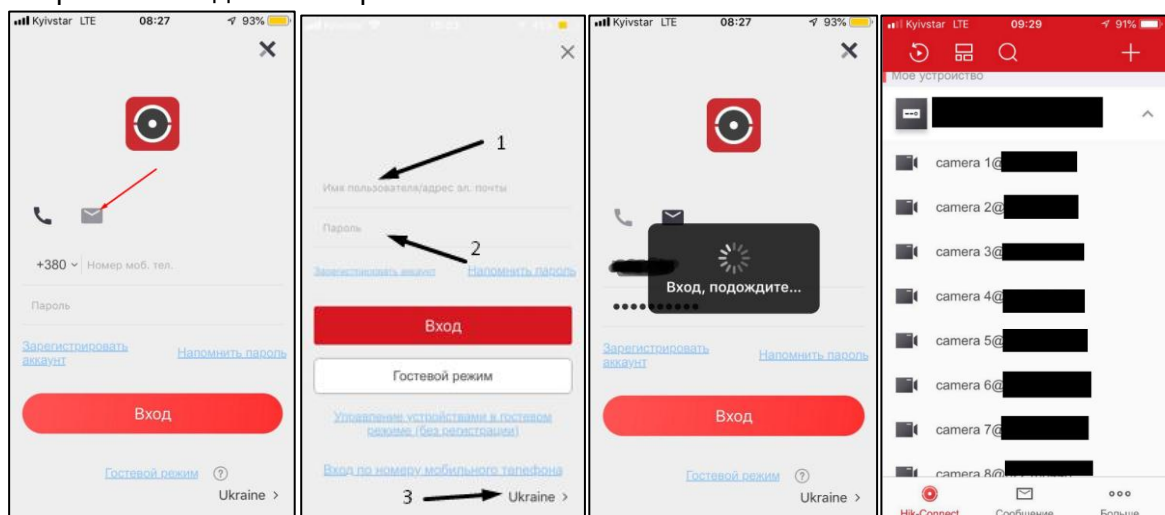 Kyivstar LTE 08:27 93%
+380 Номер моб. тел.
Пароль
Зарегистрировать
аккаунт
Напомнить пароль
Вход
Гостевой режим ?
Ukraine >
1
Имя пользователя/адрес эл. почты
Пароль
2
Зарегистрировать аккаунт Напомнить пароль
Вход
Гостевой режим
Управление устройствами в гостевом
режиме (без регистрации)
Вход по номеру мобильного телефона
3 Ukraine >
Kyivstar LTE 08:27 93%
Вход, подождите...
Зарегистрировать
аккаунт
Напомнить пароль
Вход
Гостевой режим ?
Ukraine >
Kyivstar LTE 09:29 91%
Мое устройство
camera 1@
camera 2@
camera 3@
camera 4@
camera 5@
camera 6@
camera 7@
camera 8@
Hik-Connect Сообщение Больше